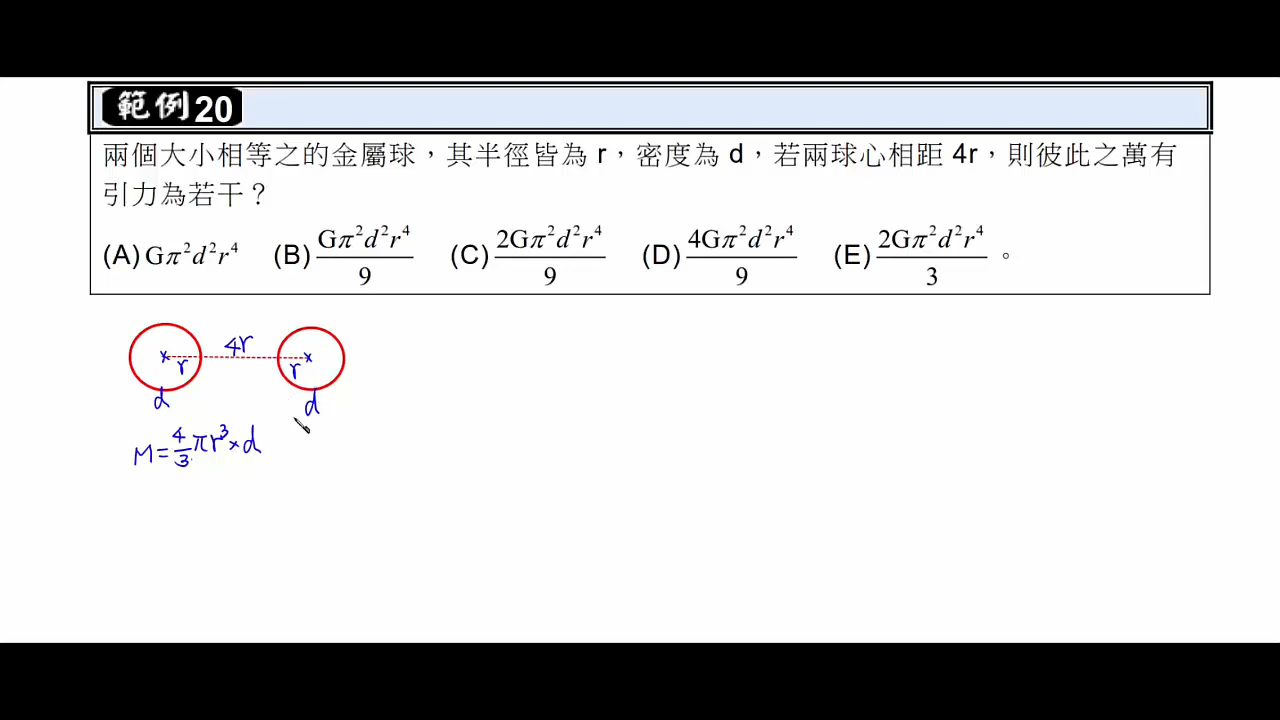 範例20
兩個大小相等之的金屬球，其半徑皆為 r，密度為 d，若兩球心相距 4r，則彼此之萬有
引力為若干？
(A) Gπ²d²r⁴ (B) Gπ²d²r⁴/9 (C) 2Gπ²d²r⁴/9 (D) 4Gπ²d²r⁴/9 (E) 2Gπ²d²r⁴/3 。
4r
r r
d d
M=4/3πr³×d